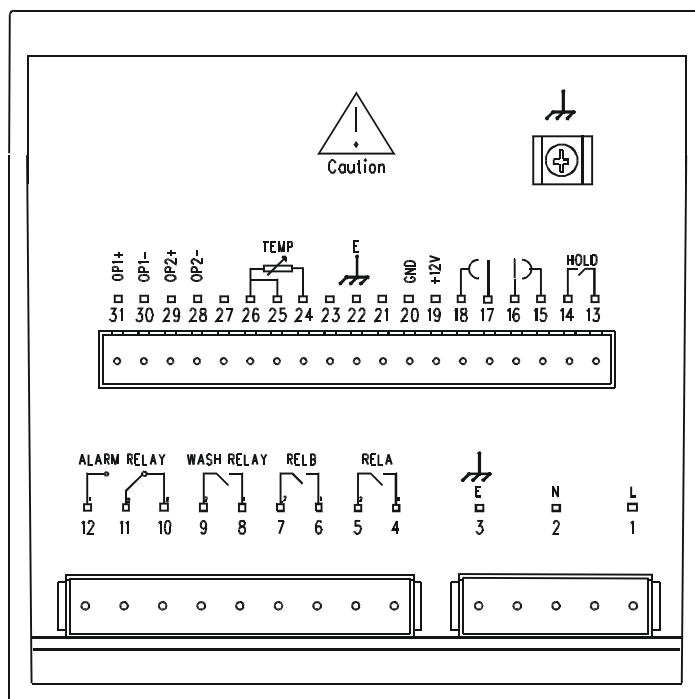 Caution
OP1+ OP1- OP2+ OP2- TEMP E GND +12V HOLD
31 30 29 28 27 26 25 24 23 22 21 20 19 18 17 16 15 14 13
ALARM RELAY WASH RELAY RELB RELA E N L
12 11 10 9 8 7 6 5 4 3 2 1